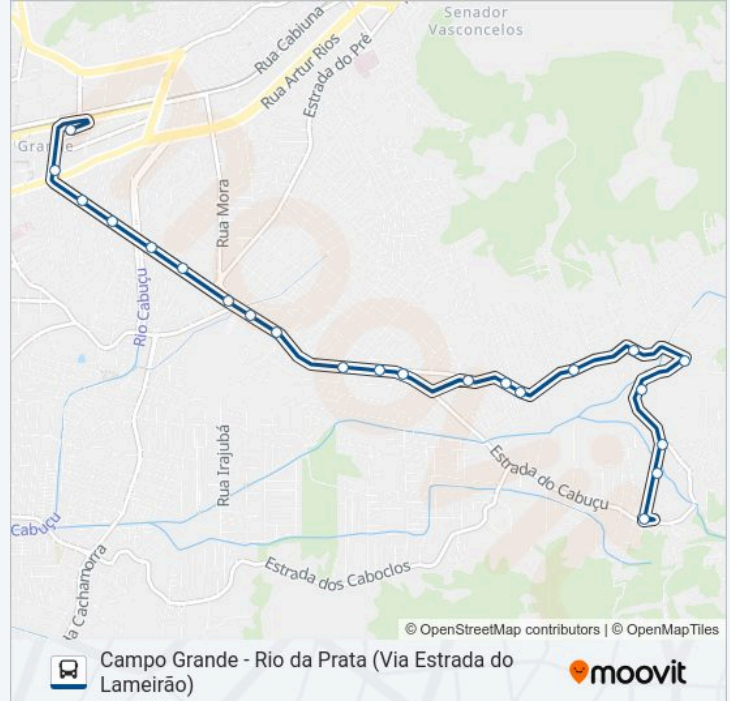 Senador
Vasconcelos
Rua Cabiuna
Rua Artur Rios
Estrada do Pré
Grande
Rua Mora
Rio Cabuçu
Rua Irajubá
Estrada do Cabuçu
Cabuçu
Estrada dos Caboclos
la Cachamorra
© OpenStreetMap contributors | © OpenMapTiles
Campo Grande - Rio da Prata (Via Estrada do
Lameirão)
moovit